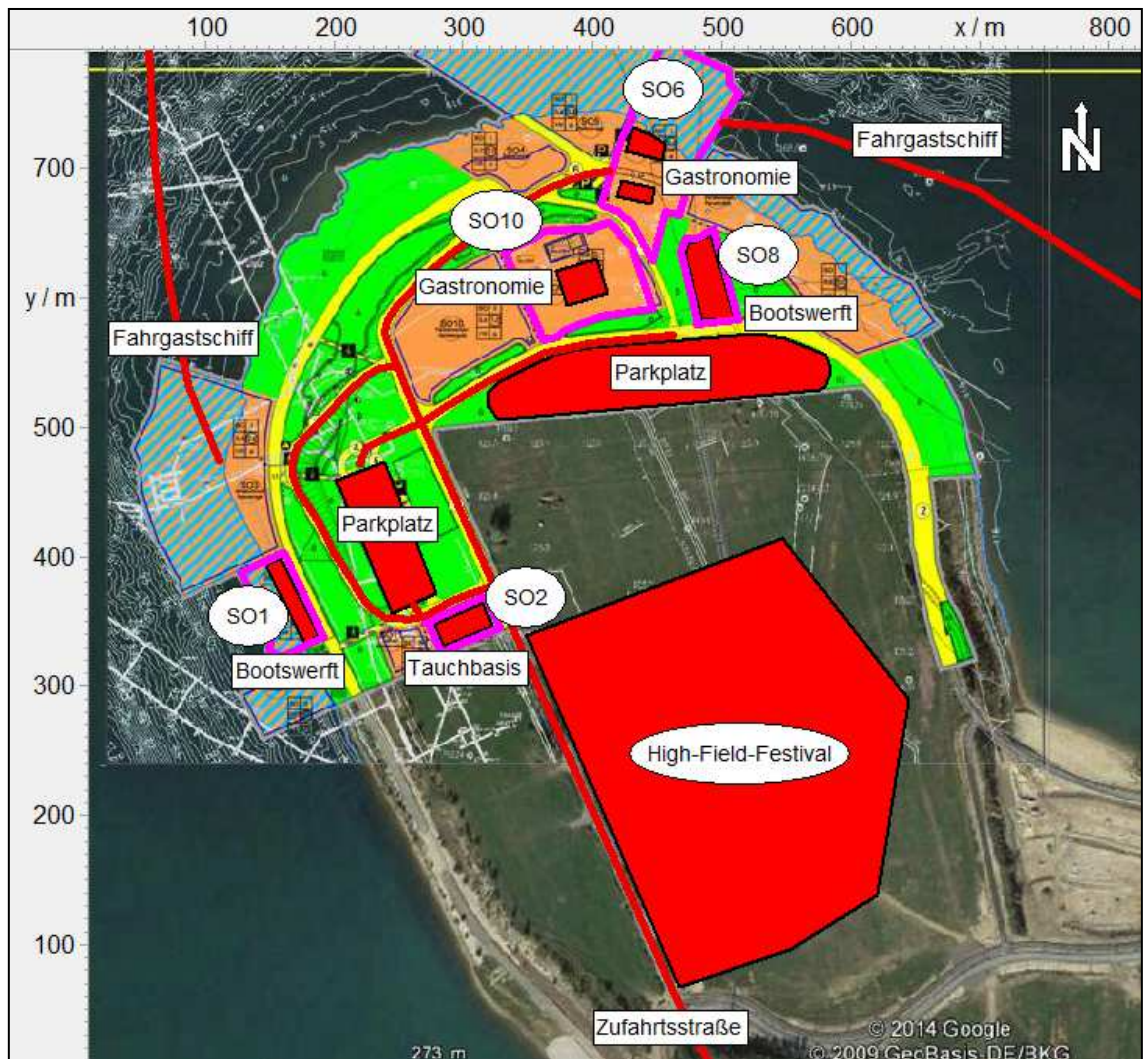 100 200 300 400 500 600 x / m 800
SO6
Fahrgastschiff
700
Gastronomie
SO10
SO8
Gastronomie
y / m
Bootswerft
Fahrgastschiff
Parkplatz
500
Parkplatz
400
SO1
SO2
Bootswerft
Tauchbasis
300
High-Field-Festival
200
100
Zufahrtsstraße
© 2014 Google
273 m
© 2009 GeoBasis-DE/BKG